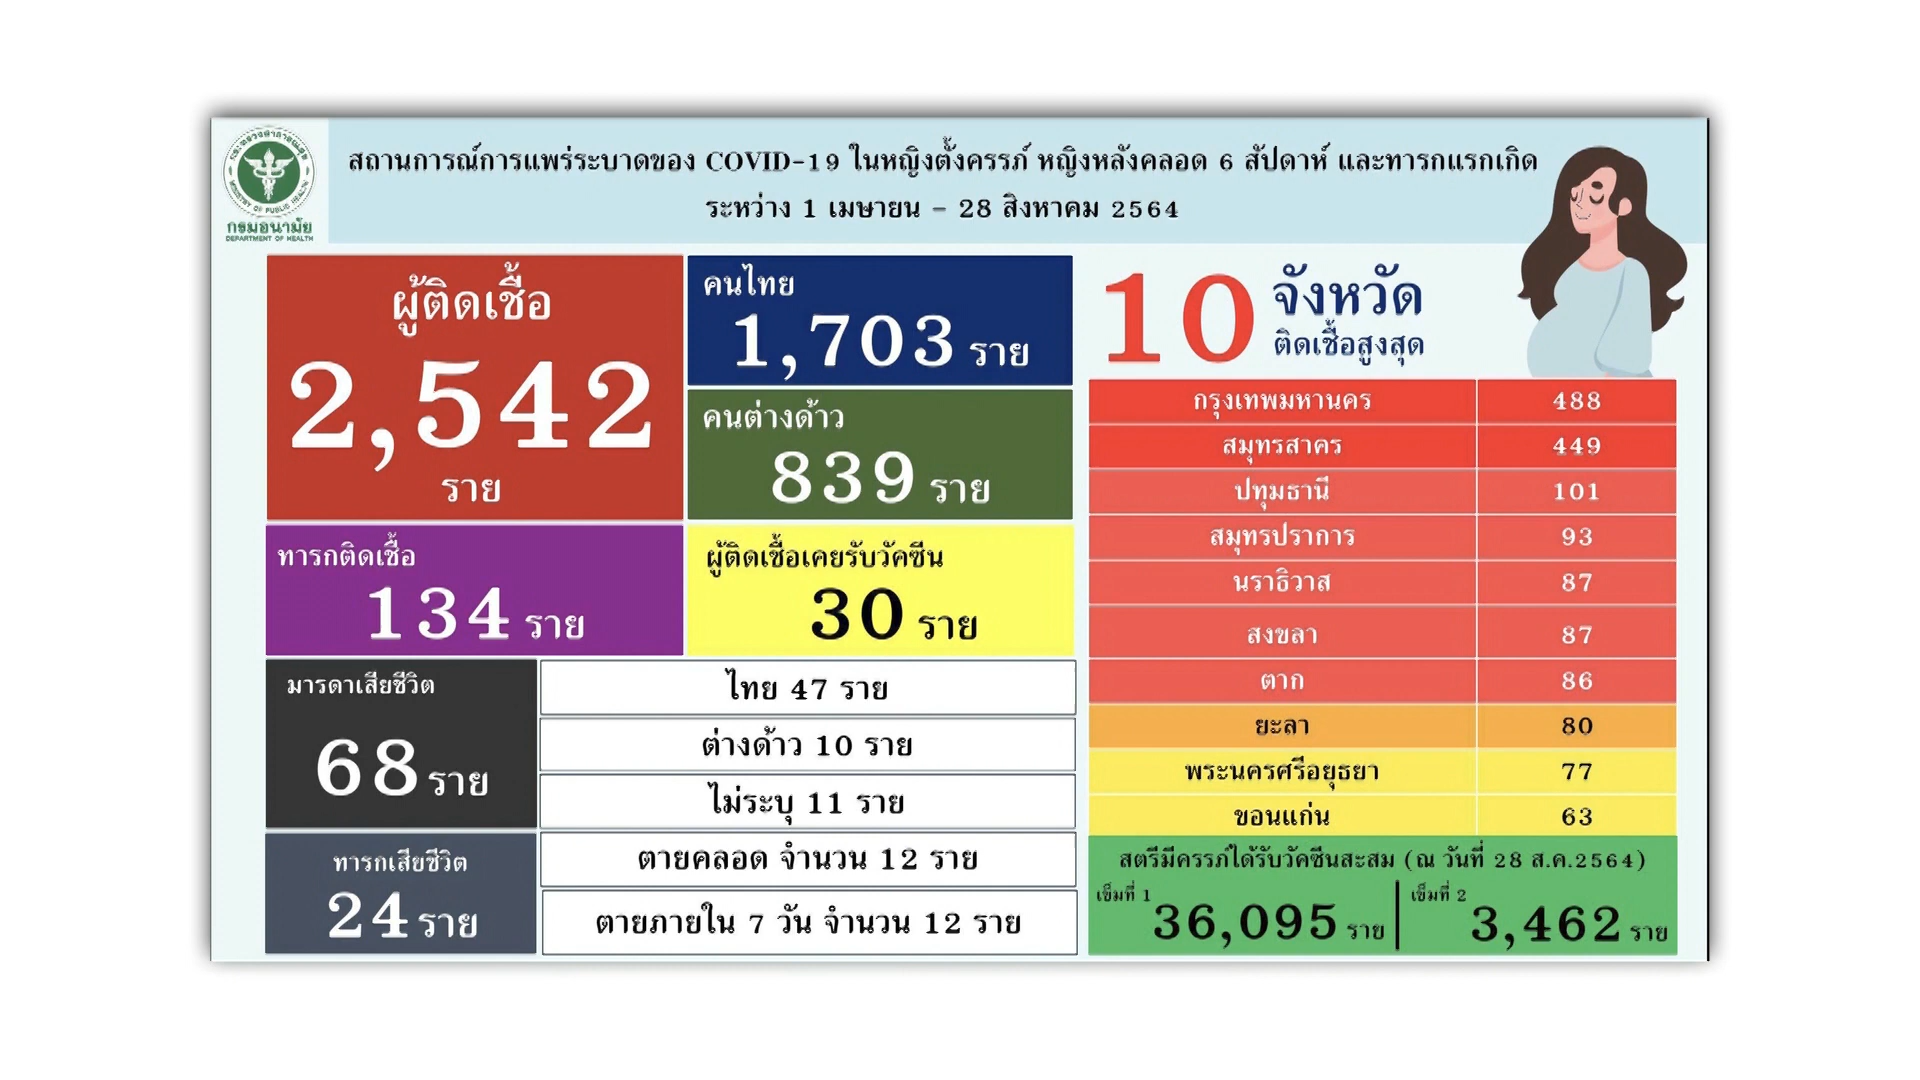 กระทรวงสาธารณสุข
MINISTRY OF PUBLIC HEALTH
กรมอนามัย
DEPARTMENT OF HEALTH
สถานการณ์การแพร่ระบาดของ COVID-19 ในหญิงตั้งครรภ์ หญิงหลังคลอด 6 สัปดาห์ และทารกแรกเกิด
ระหว่าง 1 เมษายน - 28 สิงหาคม 2564
ผู้ติดเชื้อ
2,542
ราย
คนไทย
1,703 ราย
คนต่างด้าว
839 ราย
ทารกติดเชื้อ
134 ราย
ผู้ติดเชื้อเคยรับวัคซีน
30 ราย
มารดาเสียชีวิต
68 ราย
ไทย 47 ราย
ต่างด้าว 10 ราย
ไม่ระบุ 11 ราย
ทารกเสียชีวิต
24 ราย
ตายคลอด จำนวน 12 ราย
ตายภายใน 7 วัน จำนวน 12 ราย
10 จังหวัด
ติดเชื้อสูงสุด
กรุงเทพมหานคร 488
สมุทรสาคร 449
ปทุมธานี 101
สมุทรปราการ 93
นราธิวาส 87
สงขลา 87
ตาก 86
ยะลา 80
พระนครศรีอยุธยา 77
ขอนแก่น 63
สตรีมีครรภ์ได้รับวัคซีนสะสม (ณ วันที่ 28 ส.ค.2564)
เข็มที่ 1 36,095 ราย
เข็มที่ 2 3,462 ราย